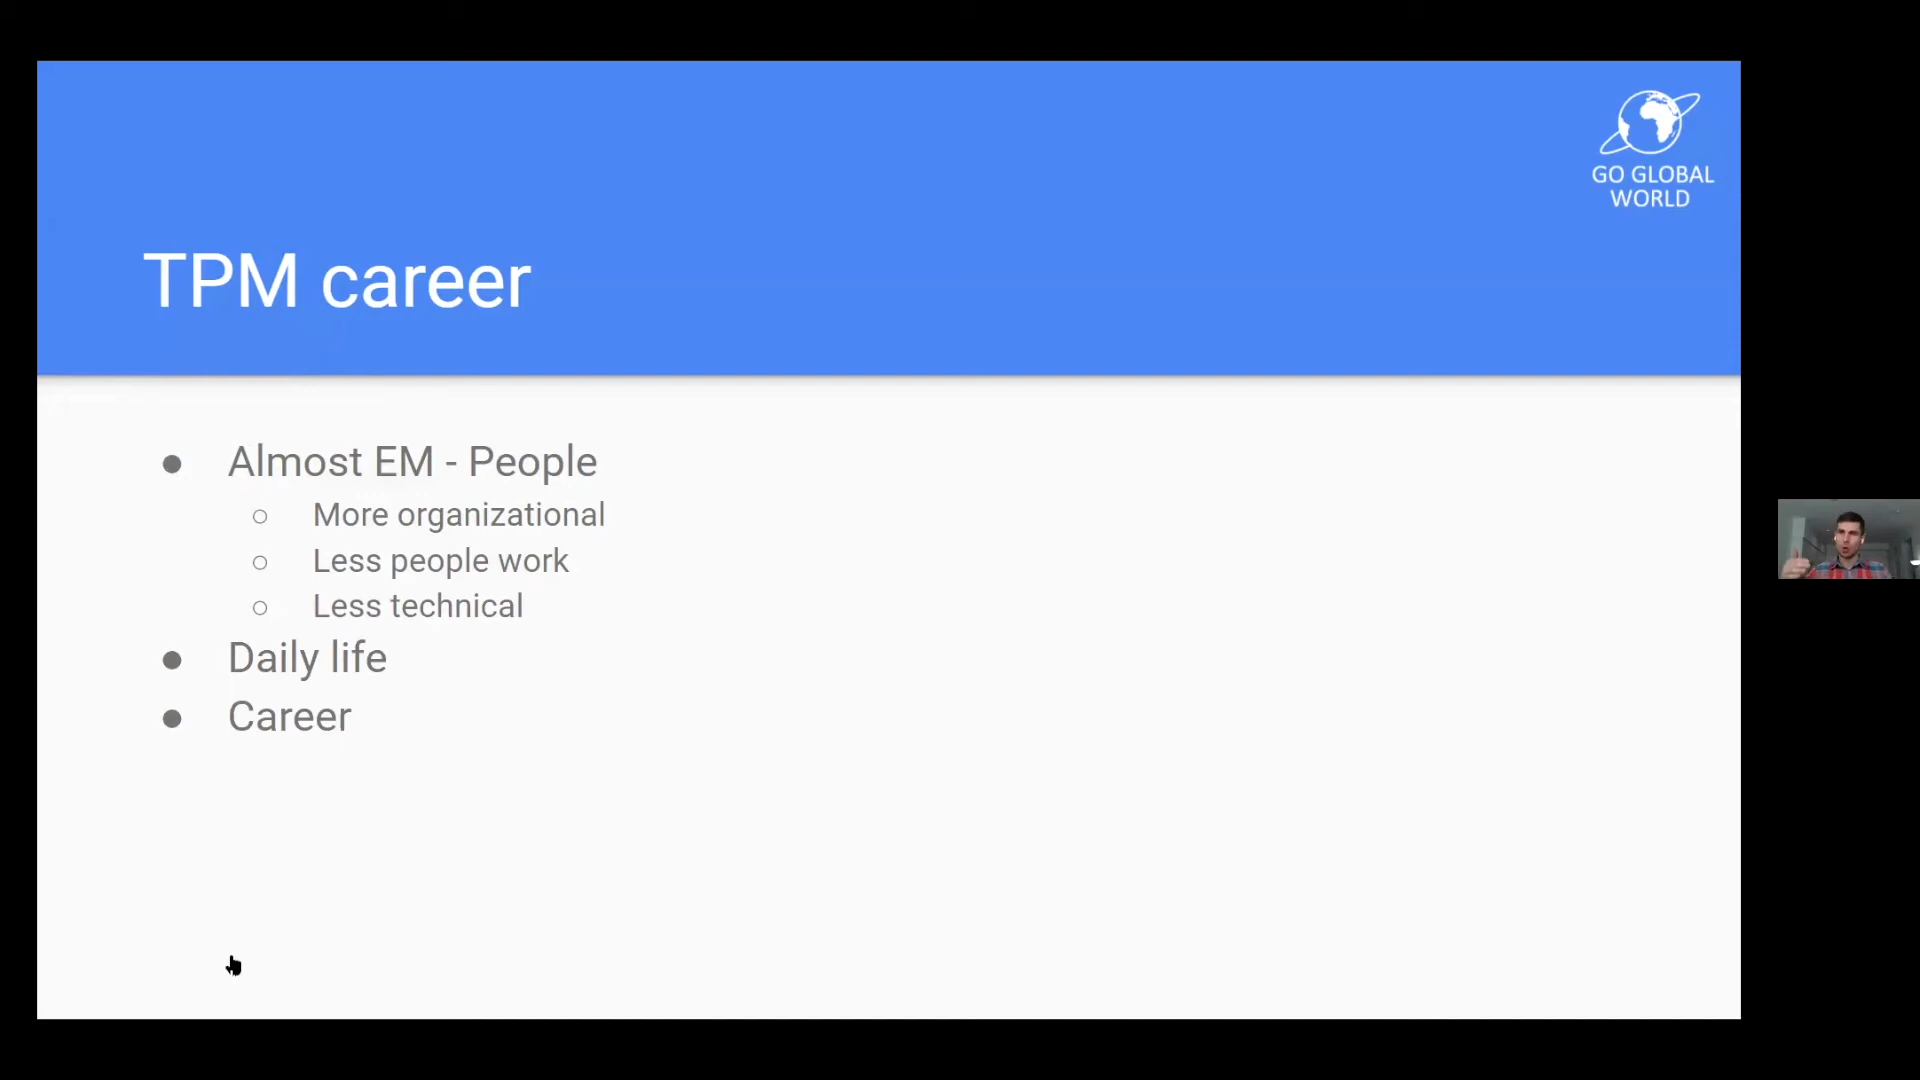 GO GLOBAL
WORLD
TPM career
● Almost EM - People
○ More organizational
○ Less people work
○ Less technical
● Daily life
● Career